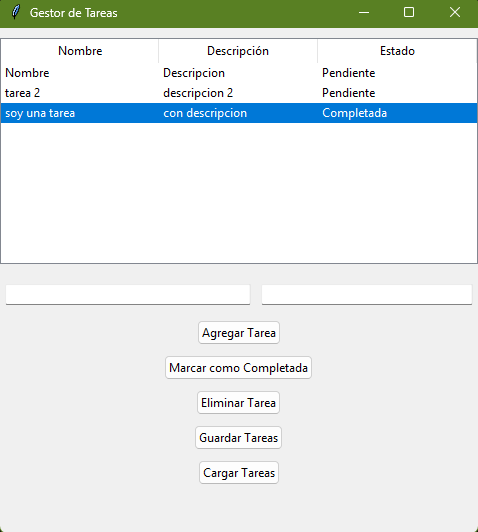 Gestor de Tareas
Nombre Descripción Estado
Nombre Descripcion Pendiente
tarea 2 descripcion 2 Pendiente
soy una tarea con descripcion Completada
Agregar Tarea
Marcar como Completada
Eliminar Tarea
Guardar Tareas
Cargar Tareas